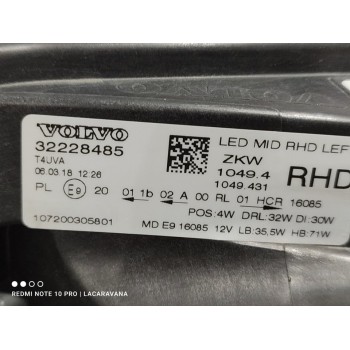 VOLVO
LED MID RHD LEFT
32228485
ZKW
T4JVA
1049.4
RHD
06.03.18 12:26
1049.431
PL E9 20 01 1b 02 A 00 RL 01 HCR 16085
POS:4W DRL:32W DI:30W
107200305801
MD E9 16085 12V LB:35,5W HB:71W
REDMI NOTE 10 PRO | LACARAVANA